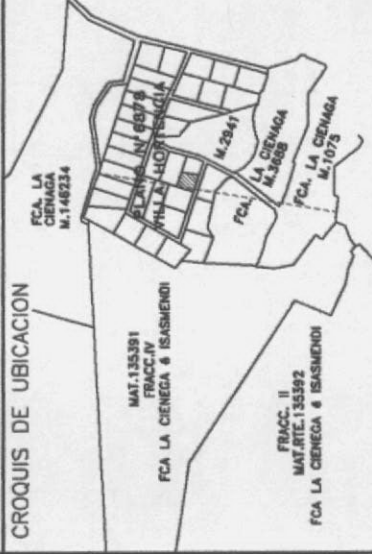 CROQUIS DE UBICACION
FCA. LA
CIENAGA
M.146234
PLANO Nº 6878
VILLA HORTENCIA
MAT.135391
FRACC.IV
FCA LA CIENEGA ó ISASMENDI
M.2941
FCA. LA CIENAGA
M.3668
FCA. LA CIENAGA
M.1075
FRACC. II
MAT.RTE.135392
FCA LA CIENEGA ó ISASMENDI